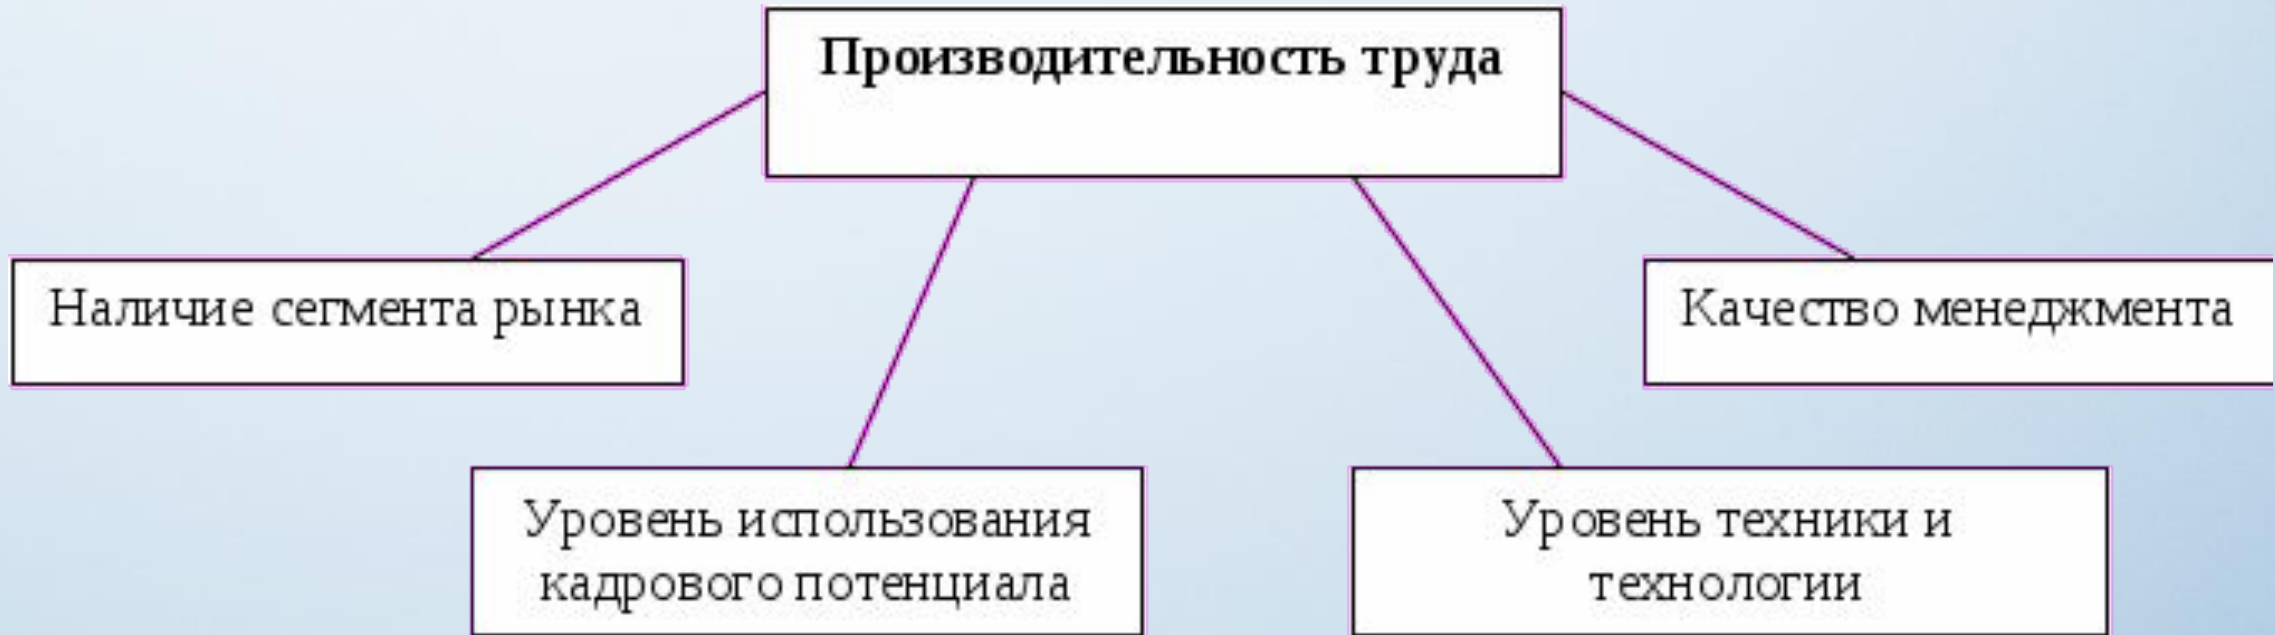 Производительность труда
Наличие сегмента рынка
Качество менеджмента
Уровень использования
кадрового потенциала
Уровень техники и
технологии